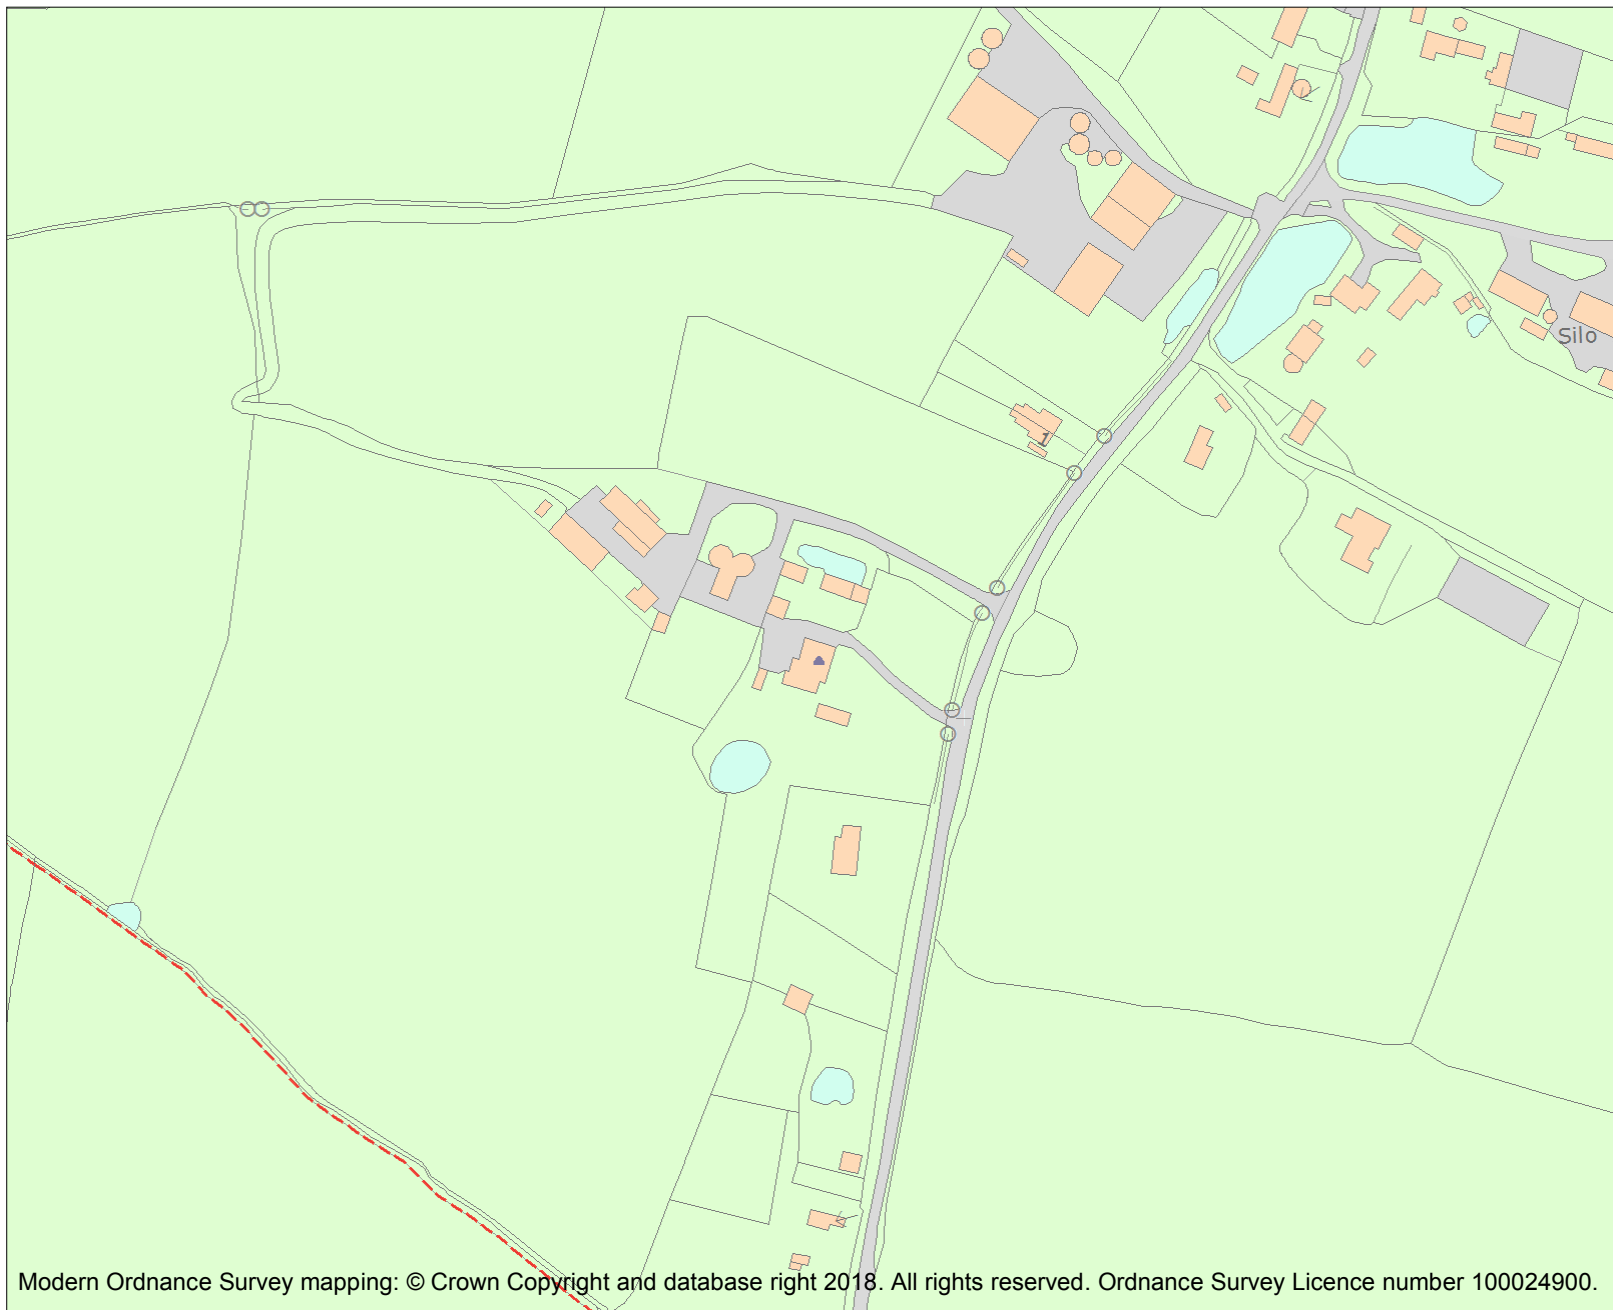 Silo
1
Modern Ordnance Survey mapping: © Crown Copyright and database right 2018. All rights reserved. Ordnance Survey Licence number 100024900.